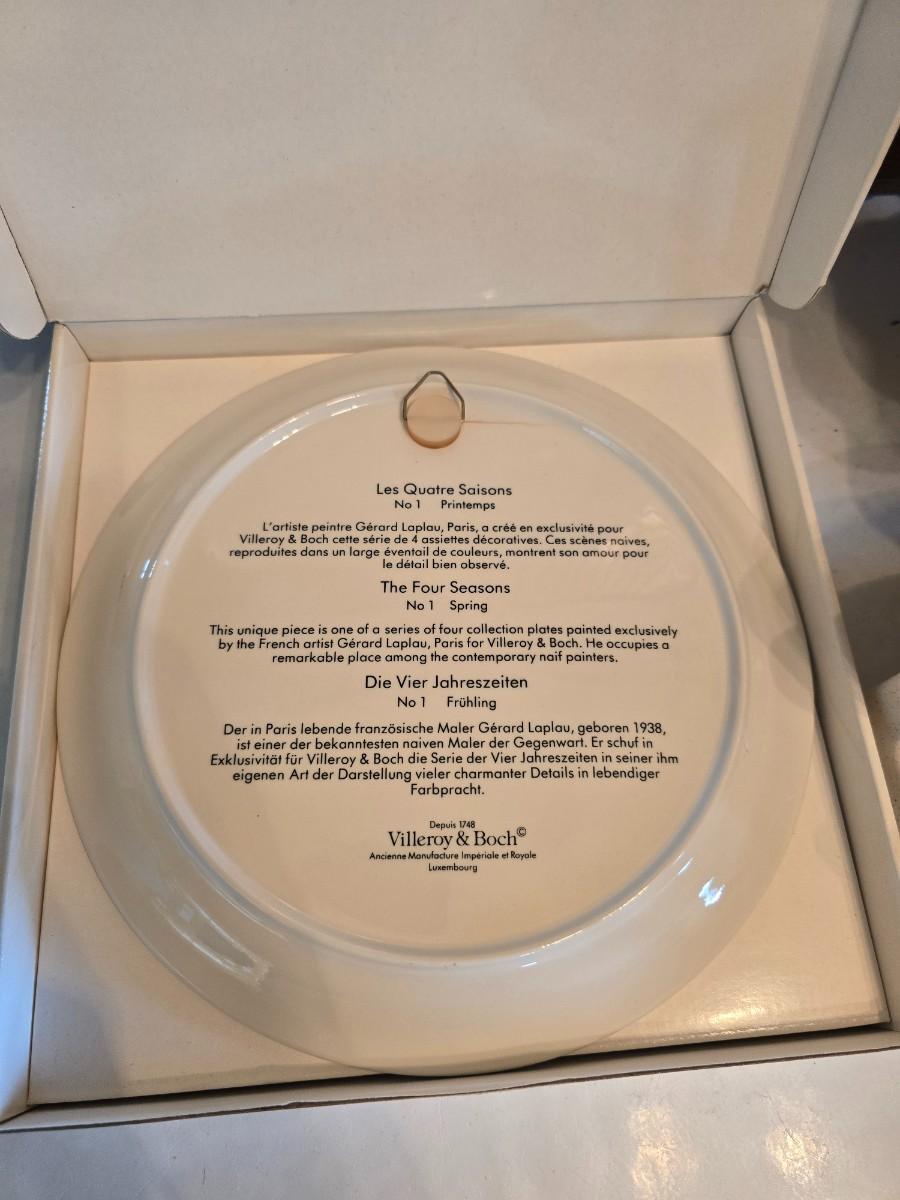 Les Quatre Saisons
No 1 Printemps
L'artiste peintre Gérard Laplau, Paris, a créé en exclusivité pour
Villeroy & Boch cette série de 4 assiettes décoratives. Ces scènes naives,
reproduites dans un large éventail de couleurs, montrent son amour pour
le détail bien observé.
The Four Seasons
No 1 Spring
This unique piece is one of a series of four collection plates painted exclusively
by the French artist Gérard Laplau, Paris for Villeroy & Boch. He occupies a
remarkable place among the contemporary naif painters.
Die Vier Jahreszeiten
No 1 Frühling
Der in Paris lebende französische Maler Gérard Laplau, geboren 1938,
ist einer der bekanntesten naiven Maler der Gegenwart. Er schuf in
Exklusivität für Villeroy & Boch die Serie der Vier Jahreszeiten in seiner ihm
eigenen Art der Darstellung vieler charmanter Details in lebendiger
Farbpracht.
Depuis 1748
Villeroy & Boch©
Ancienne Manufacture Impériale et Royale
Luxembourg